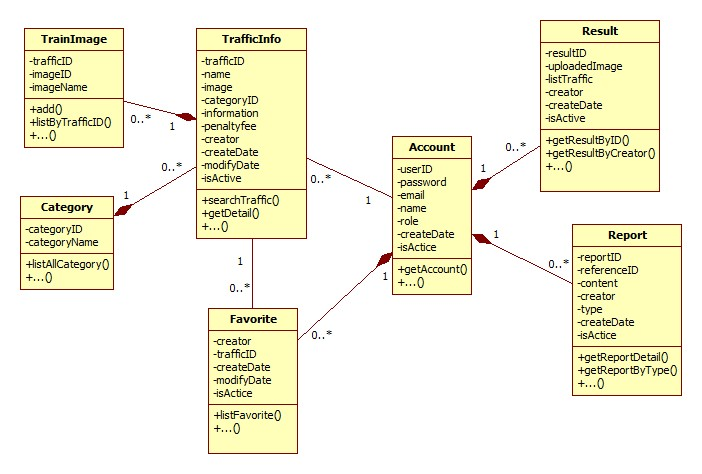 TrainImage
-trafficID
-imageID
-imageName
+add()
+listByTrafficID()
+...()
TrafficInfo
-trafficID
-name
-image
-categoryID
-information
-penaltyfee
-creator
-createDate
-modifyDate
-isActive
+searchTraffic()
+getDetail()
+...()
Result
-resultID
-uploadedImage
-listTraffic
-creator
-createDate
-isActive
+getResultByID()
+getResultByCreator()
+...()
Account
-userID
-password
-email
-name
-role
-createDate
-isActice
+getAccount()
+...()
Category
-categoryID
-categoryName
+listAllCategory()
+...()
Report
-reportID
-referenceID
-content
-creator
-type
-createDate
-isActice
+getReportDetail()
+getReportByType()
+...()
Favorite
-creator
-trafficID
-createDate
-modifyDate
-isActice
+listFavorite()
+...()
0..*
1
1
0..*
0..*
1
1
0..*
1
0..*
1
0..*
1
0..*